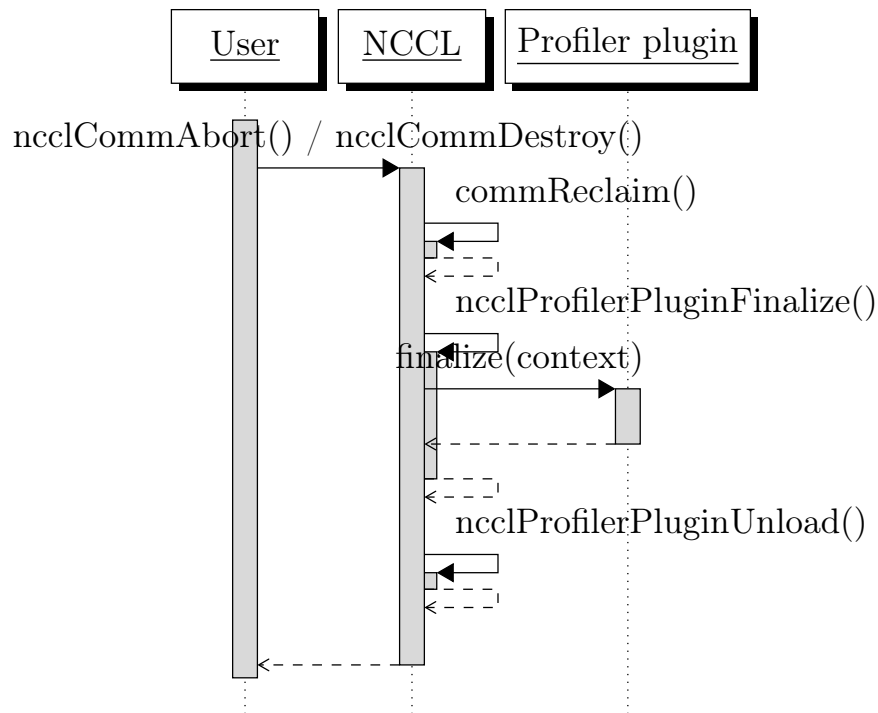 User
NCCL
Profiler plugin
ncclCommAbort() / ncclCommDestroy()
commReclaim()
ncclProfilerPluginFinalize()
finalize(context)
ncclProfilerPluginUnload()